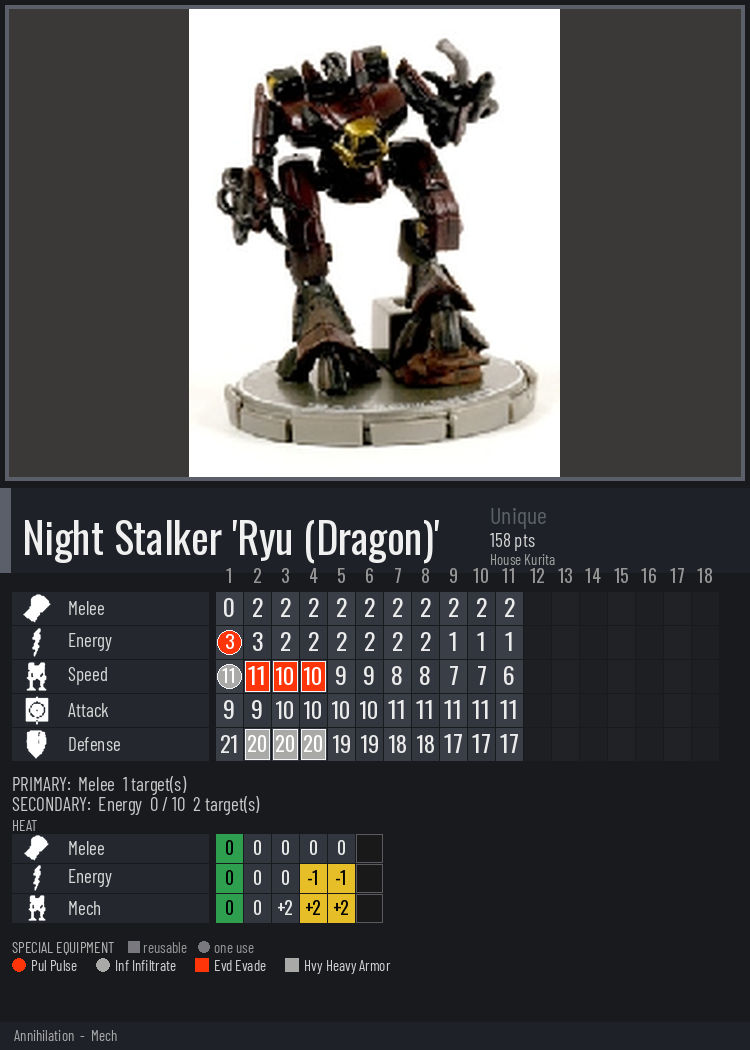 Night Stalker 'Ryu (Dragon)'
Unique
158 pts
House Kurita
1 2 3 4 5 6 7 8 9 10 11 12 13 14 15 16 17 18
Melee 0 2 2 2 2 2 2 2 2 2 2
Energy 3 3 2 2 2 2 2 2 1 1 1
Speed 11 11 10 10 9 9 8 8 7 7 6
Attack 9 9 10 10 10 10 11 11 11 11 11
Defense 21 20 20 20 19 19 18 18 17 17 17
PRIMARY: Melee 1 target(s)
SECONDARY: Energy 0 / 10 2 target(s)
HEAT
Melee 0 0 0 0 0
Energy 0 0 0 -1 -1
Mech 0 0 +2 +2 +2
SPECIAL EQUIPMENT reusable one use
Pul Pulse Inf Infiltrate Evd Evade Hvy Heavy Armor
Annihilation - Mech